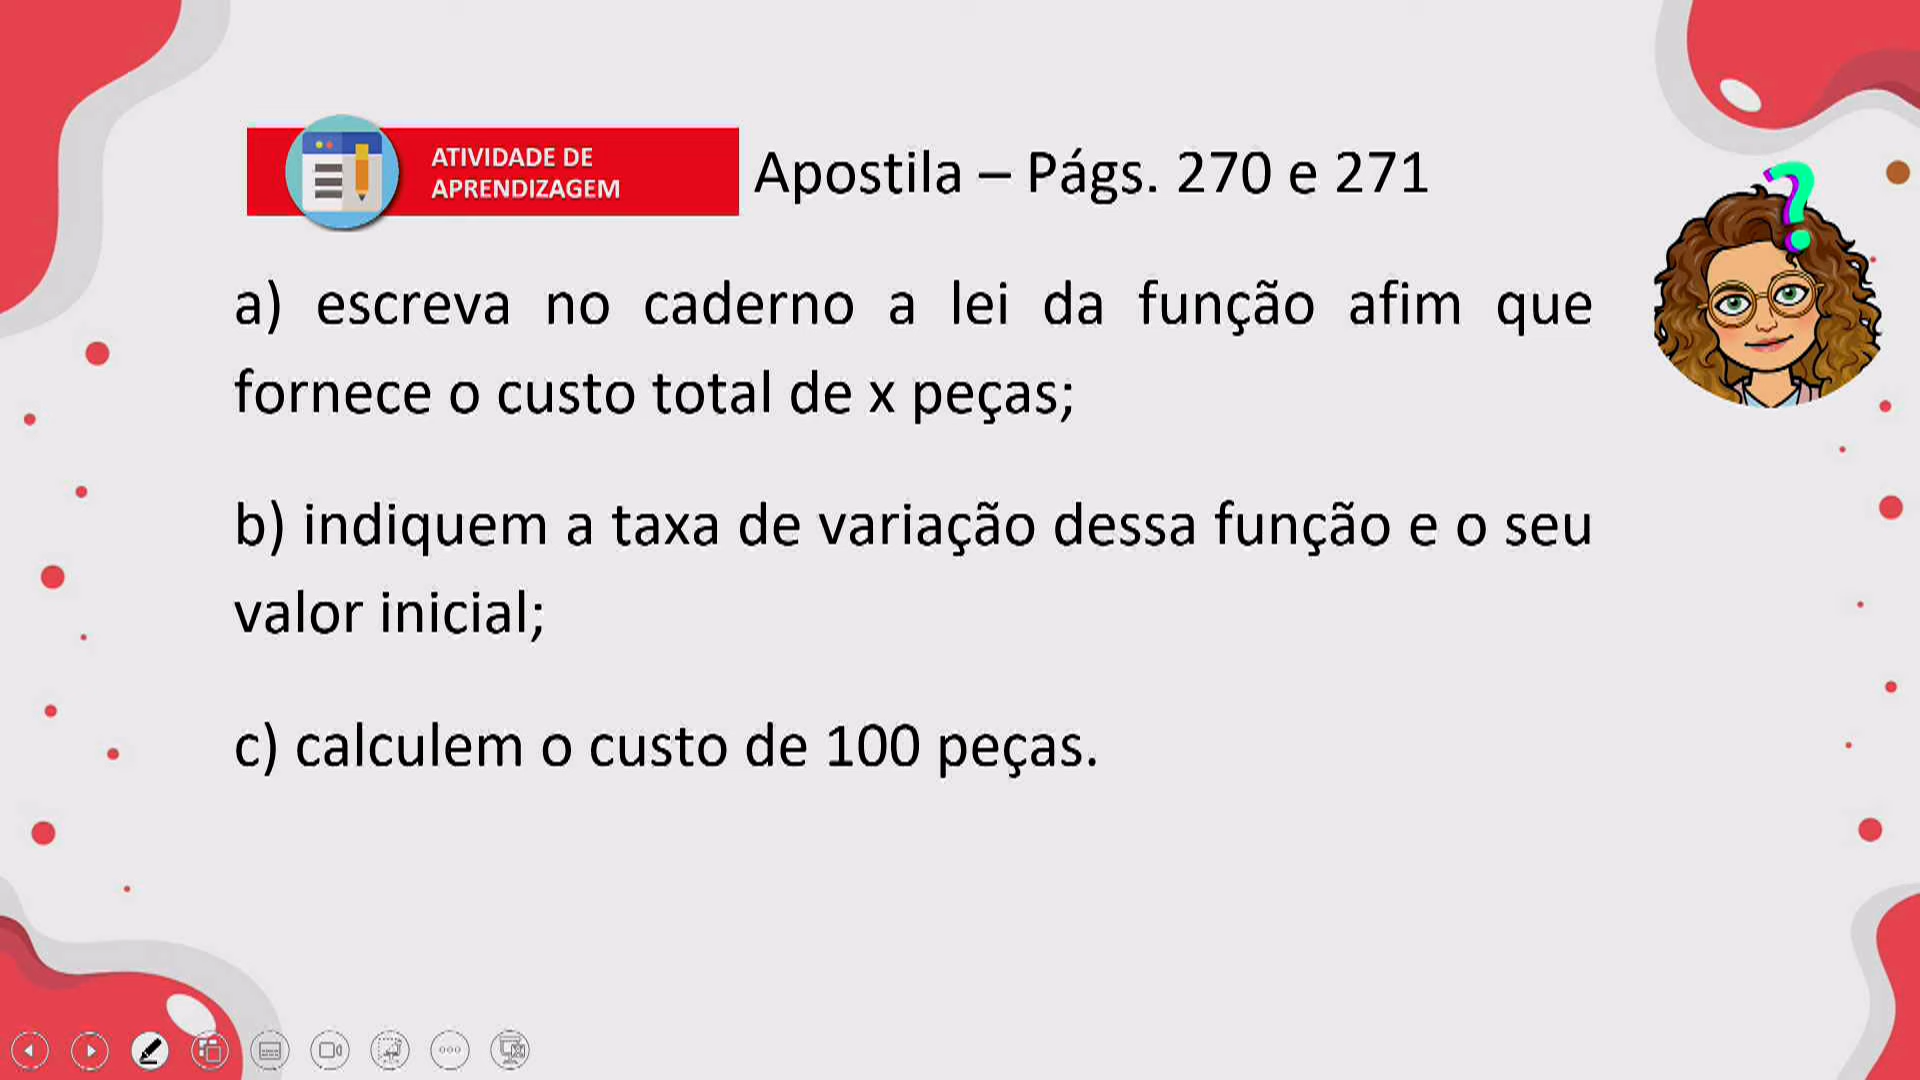 ATIVIDADE DE
APRENDIZAGEM
Apostila – Págs. 270 e 271
?
a) escreva no caderno a lei da função afim que
fornece o custo total de x peças;
b) indiquem a taxa de variação dessa função e o seu
valor inicial;
c) calculem o custo de 100 peças.